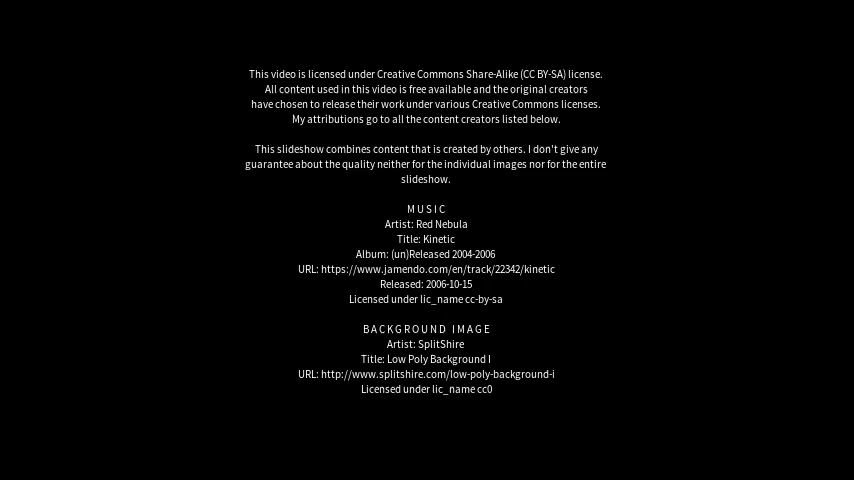 This video is licensed under Creative Commons Share-Alike (CC BY-SA) license.
All content used in this video is free available and the original creators
have chosen to release their work under various Creative Commons licenses.
My attributions go to all the content creators listed below.
This slideshow combines content that is created by others. I don't give any
guarantee about the quality neither for the individual images nor for the entire
slideshow.
MUSIC
Artist: Red Nebula
Title: Kinetic
Album: (un)Released 2004-2006
URL: https://www.jamendo.com/en/track/22342/kinetic
Released: 2006-10-15
Licensed under lic_name cc-by-sa
BACKGROUND IMAGE
Artist: SplitShire
Title: Low Poly Background I
URL: http://www.splitshire.com/low-poly-background-i
Licensed under lic_name cc0